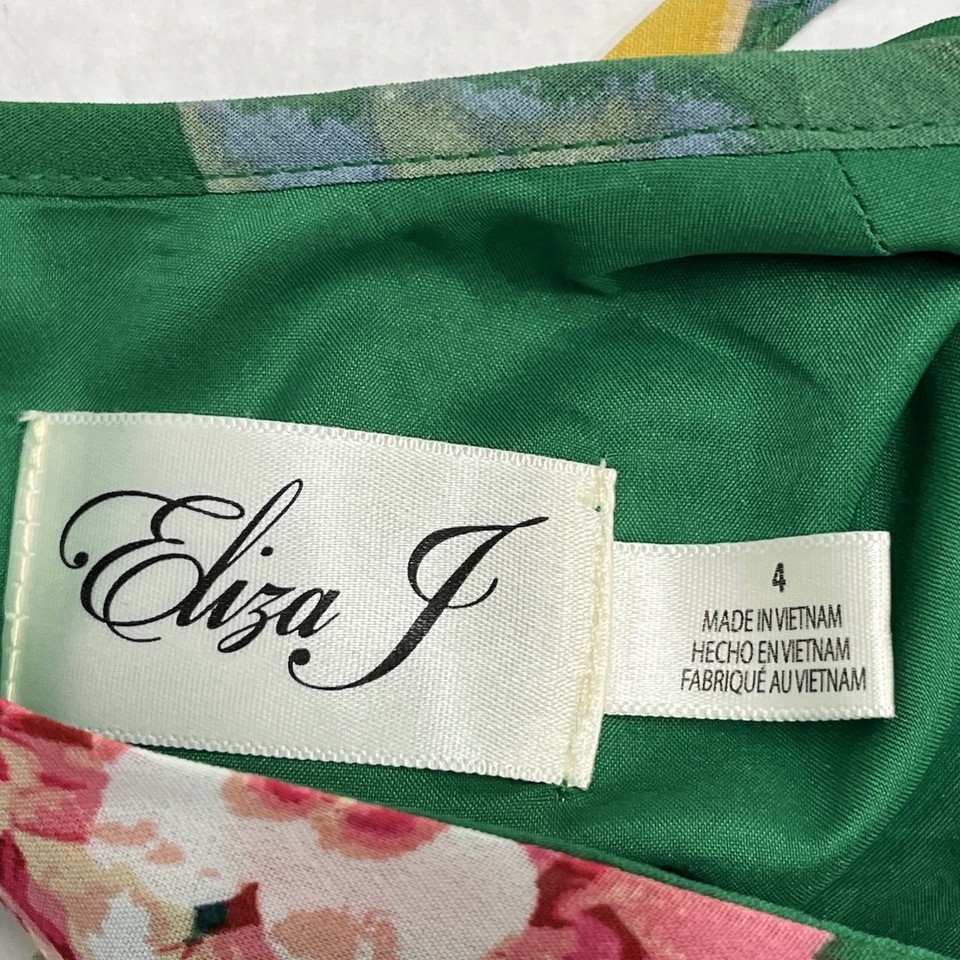 Eliza J
4
MADE IN VIETNAM
HECHO EN VIETNAM
FABRIQUÉ AU VIETNAM